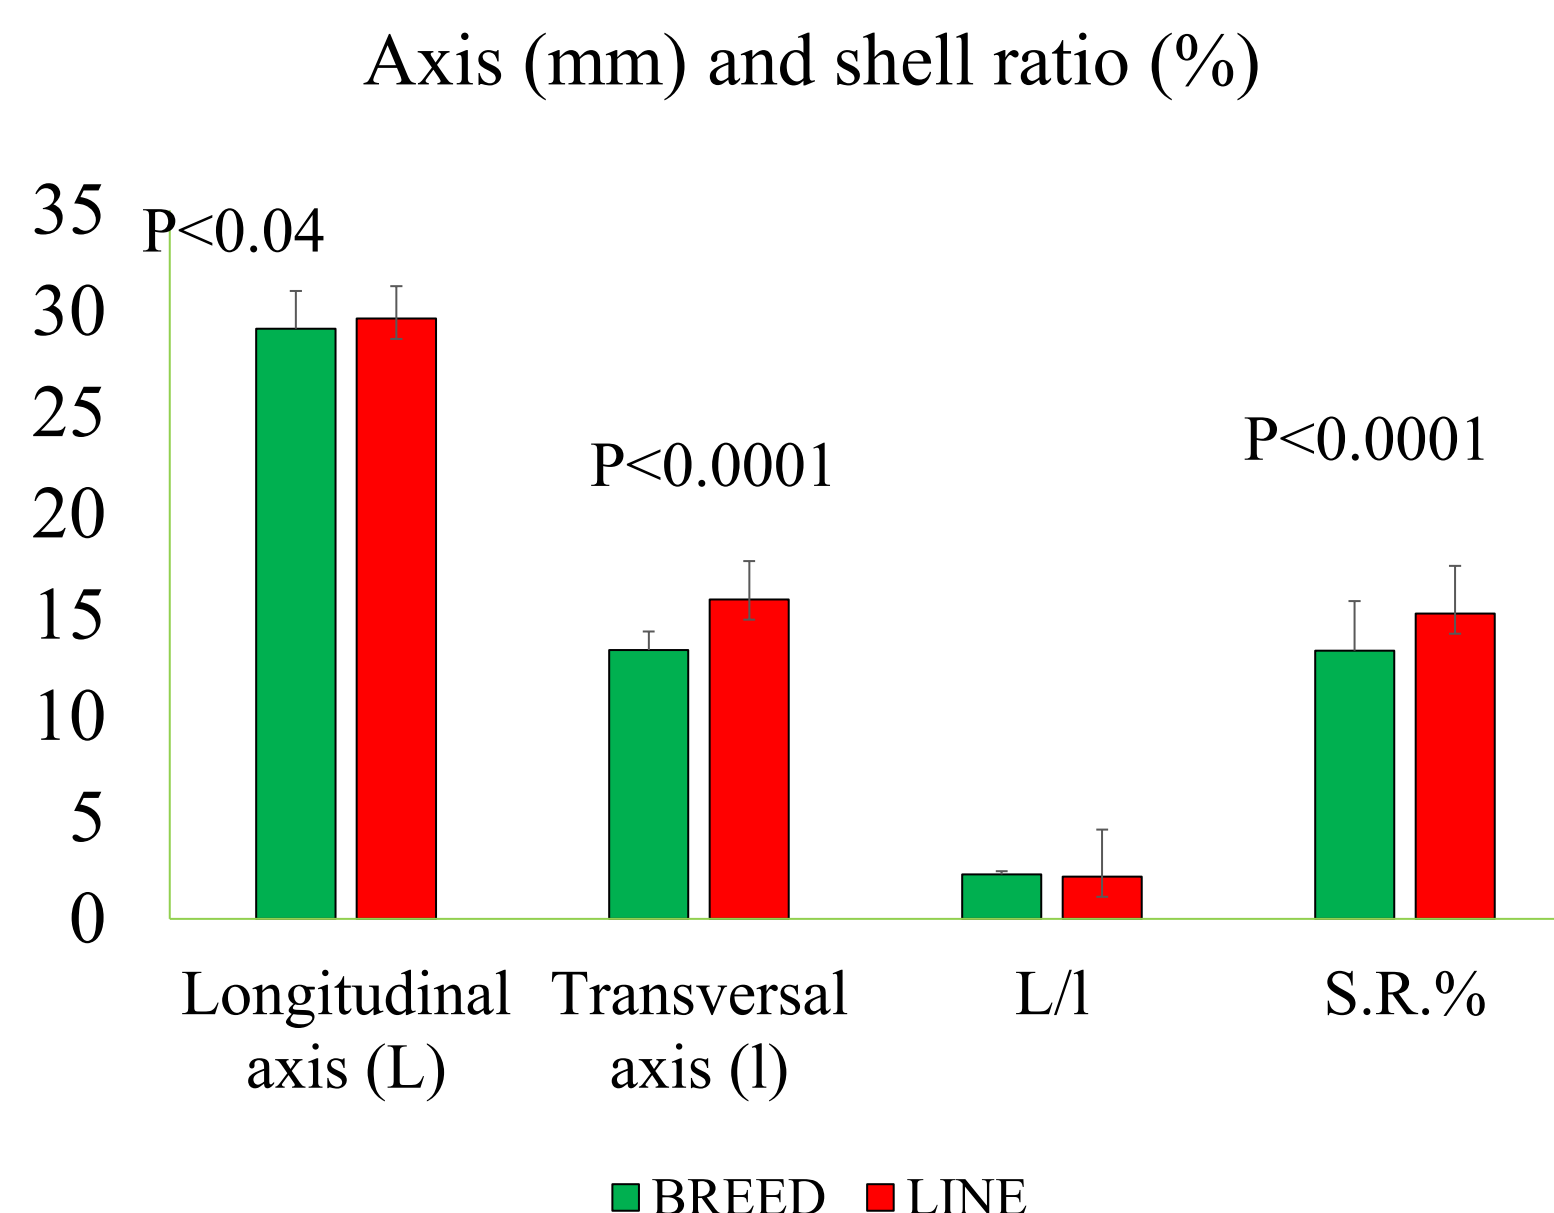 Axis (mm) and shell ratio (%)
35
P<0.04
30
25
P<0.0001
P<0.0001
20
15
10
5
0
Longitudinal axis (L)
Transversal axis (l)
L/l
S.R.%
BREED
LINE